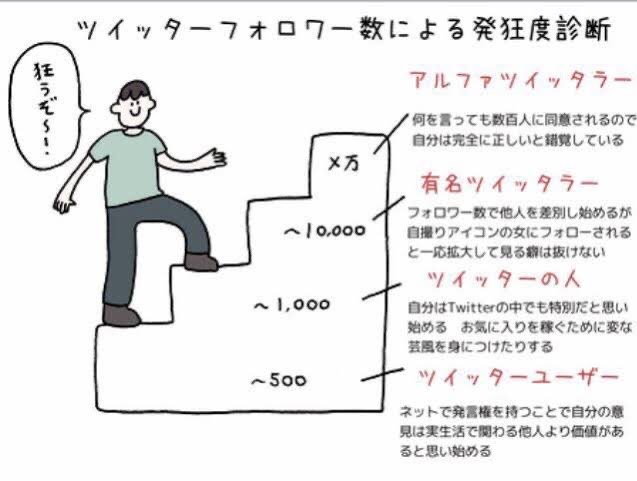 ツイッターフォロワー数による発狂度診断
狂うぞ〜!
アルファツイッタラー
何を言っても数百人に同意されるので
自分は完全に正しいと錯覚している
X万
有名ツイッタラー
フォロワー数で他人を差別し始めるが
自撮りアイコンの女にフォローされる
と一応拡大して見る癖は抜けない
〜10,000
ツイッターの人
自分はTwitterの中でも特別だと思い
始める お気に入りを稼ぐために変な
芸風を身につけたりする
〜1,000
ツイッターユーザー
ネットで発言権を持つことで自分の意
見は実生活で関わる他人より価値があ
ると思い始める
〜500